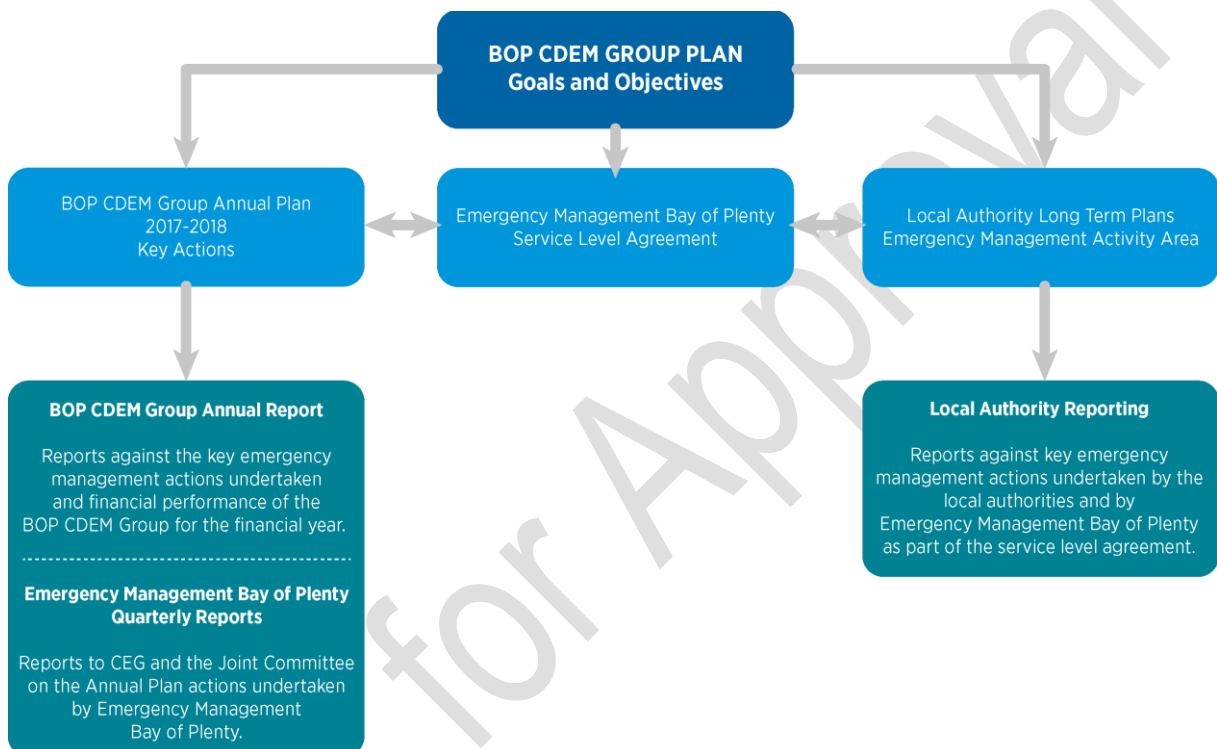 BOP CDEM GROUP PLAN
Goals and Objectives
BOP CDEM Group Annual Plan
2017-2018
Key Actions
Emergency Management Bay of Plenty
Service Level Agreement
Local Authority Long Term Plans
Emergency Management Activity Area
BOP CDEM Group Annual Report
Reports against the key emergency
management actions undertaken
and financial performance of the
BOP CDEM Group for the financial year.
Emergency Management Bay of Plenty
Quarterly Reports
Reports to CEG and the Joint Committee
on the Annual Plan actions undertaken
by Emergency Management
Bay of Plenty.
Local Authority Reporting
Reports against key emergency
management actions undertaken by the
local authorities and by
Emergency Management Bay of Plenty
as part of the service level agreement.
for Approval